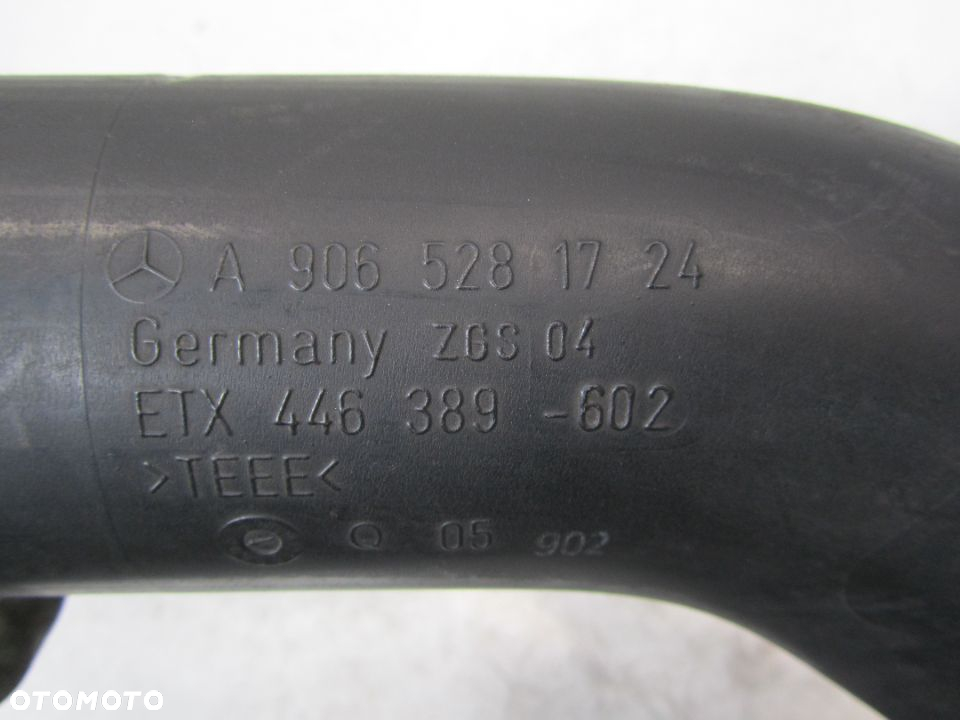 A 906 528 17 24
Germany ZGS 04
ETX 446 389 -602
>TEEE<
Q 05 902
OTOMOTO